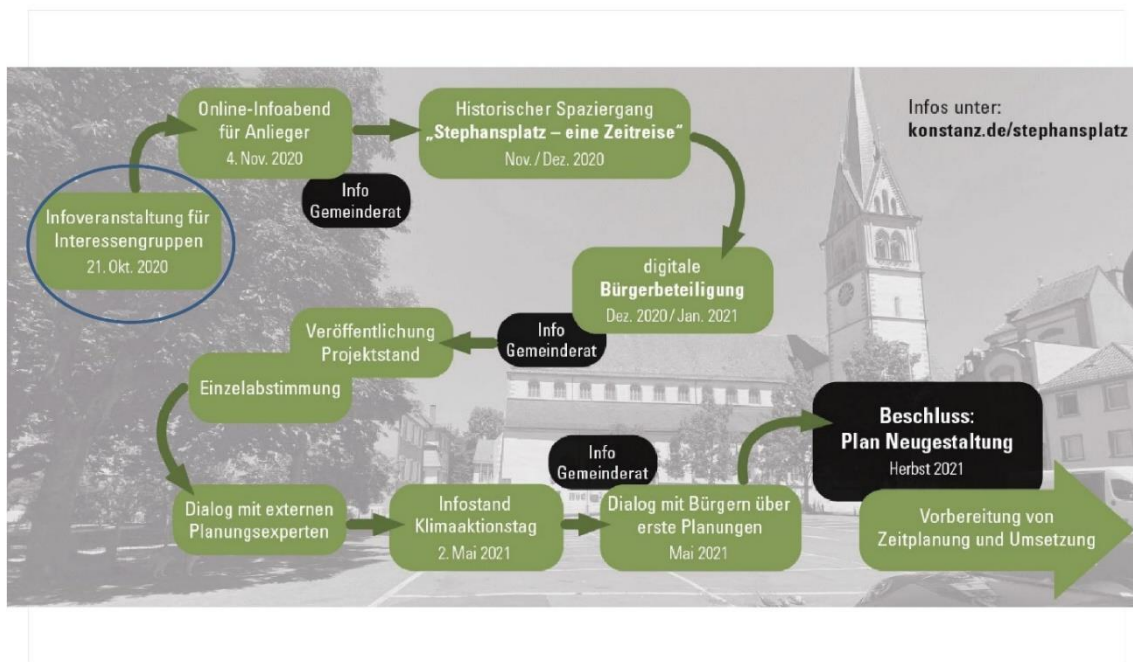 Infoveranstaltung für
Interessengruppen
21. Okt. 2020
Online-Infoabend
für Anlieger
4. Nov. 2020
Info
Gemeinderat
Historischer Spaziergang
„Stephansplatz – eine Zeitreise“
Nov. / Dez. 2020
Infos unter:
konstanz.de/stephansplatz
digitale
Bürgerbeteiligung
Dez. 2020 / Jan. 2021
Info
Gemeinderat
Veröffentlichung
Projektstand
Einzelabstimmung
Dialog mit externen
Planungsexperten
Infostand
Klimaaktionstag
2. Mai 2021
Info
Gemeinderat
Dialog mit Bürgern über
erste Planungen
Mai 2021
Beschluss:
Plan Neugestaltung
Herbst 2021
Vorbereitung von
Zeitplanung und Umsetzung